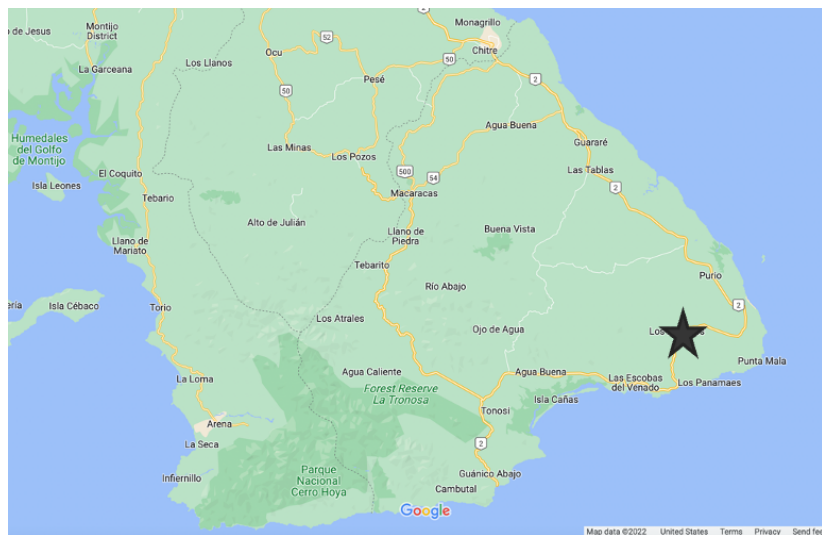 Monagrillo
o de Jesus
Montijo
District
Chitre
52
Ocu
Los Llanos
50
La Garceana
Pesé
2
50
Agua Buena
Humedales
del Golfo
de Montijo
Guararé
Las Minas
Los Pozos
Las Tablas
El Coquito
500
54
Isla Leones
2
Tebario
Macaracas
Alto de Julián
Buena Vista
Llano de
Piedra
Llano de
Mariato
Tebarito
Purio
Río Abajo
eria
Isla Cébaco
Torio
2
Los Atrales
Ojo de Agua
Punta Mala
Agua Caliente
Agua Buena
La Loma
Las Escobas
del Venado
Los Panamaes
Forest Reserve
La Tronosa
Isla Cañas
Tonosi
Arena
La Seca
2
Parque
Nacional
Cerro Hoya
Guánico Abajo
Infiernillo
Cambutal
Google
Map data ©2022 United States Terms Privacy Send fee